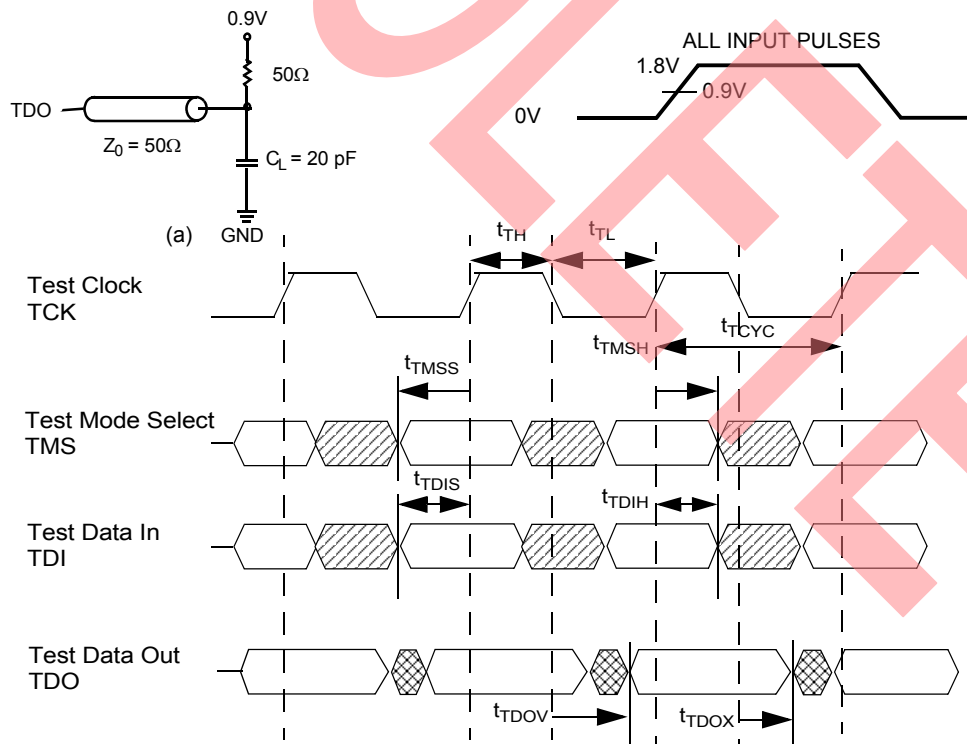 0.9V
ALL INPUT PULSES
50Ω
1.8V
0.9V
TDO
0V
Z0 = 50Ω
CL = 20 pF
(a)
GND
tTH
tTL
Test Clock
TCK
tTCYC
tTMSH
tTMSS
Test Mode Select
TMS
tTDIS
tTDIH
Test Data In
TDI
Test Data Out
TDO
tTDOV
tTDOX